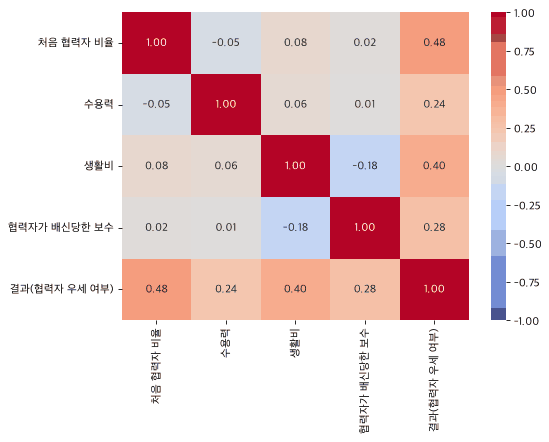 처음 협력자 비율 1.00 -0.05 0.08 0.02 0.48
수용력 -0.05 1.00 0.06 0.01 0.24
생활비 0.08 0.06 1.00 -0.18 0.40
협력자가 배신당한 보수 0.02 0.01 -0.18 1.00 0.28
결과(협력자 우세 여부) 0.48 0.24 0.40 0.28 1.00
처음 협력자 비율
수용력
생활비
협력자가 배신당한 보수
결과(협력자 우세 여부)
1.00
0.75
0.50
0.25
0.00
-0.25
-0.50
-0.75
-1.00